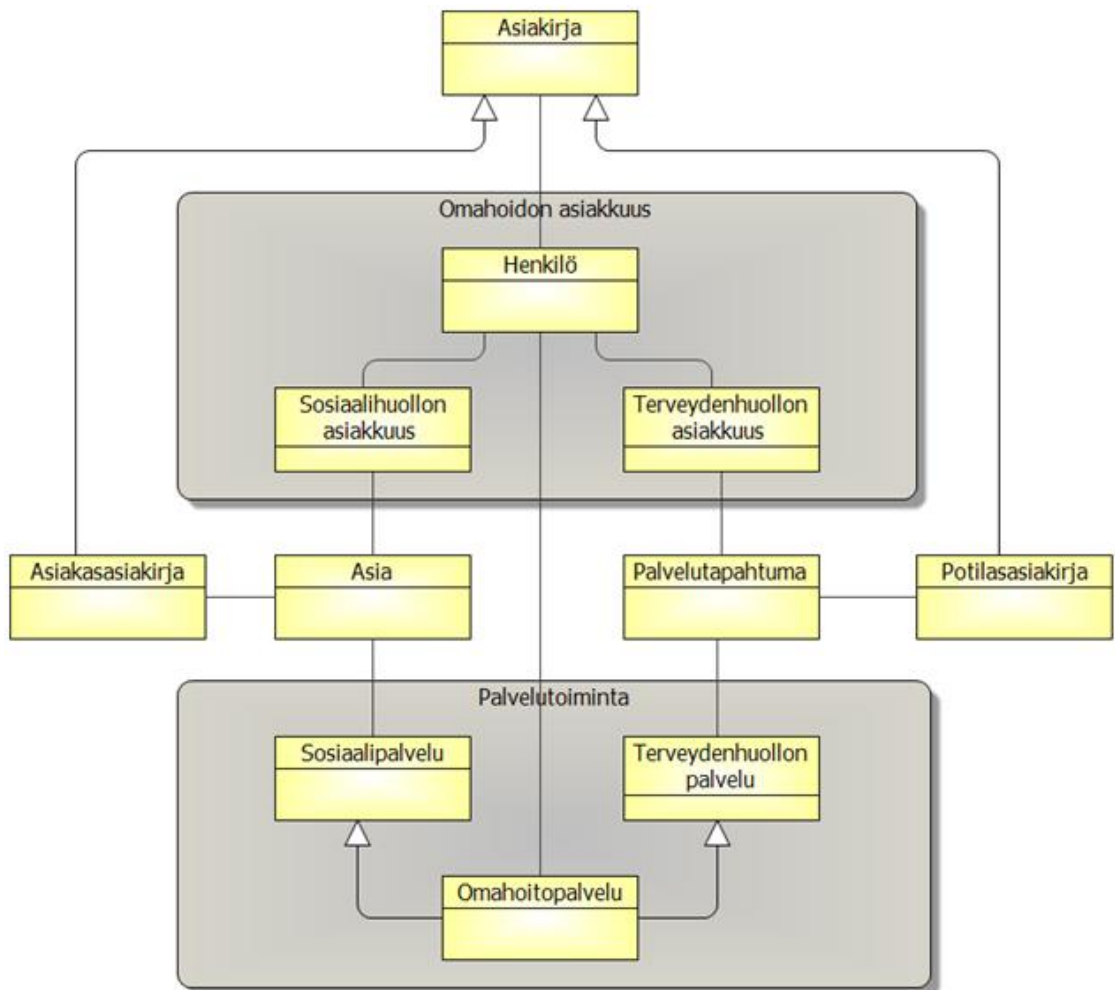 Asiakirja
Omahoidon asiakkuus
Henkilö
Sosiaalihuollon
asiakkuus
Terveydenhuollon
asiakkuus
Asiakasasiakirja
Asia
Palvelutapahtuma
Potilasasiakirja
Palvelutoiminta
Sosiaalipalvelu
Terveydenhuollon
palvelu
Omahoitopalvelu